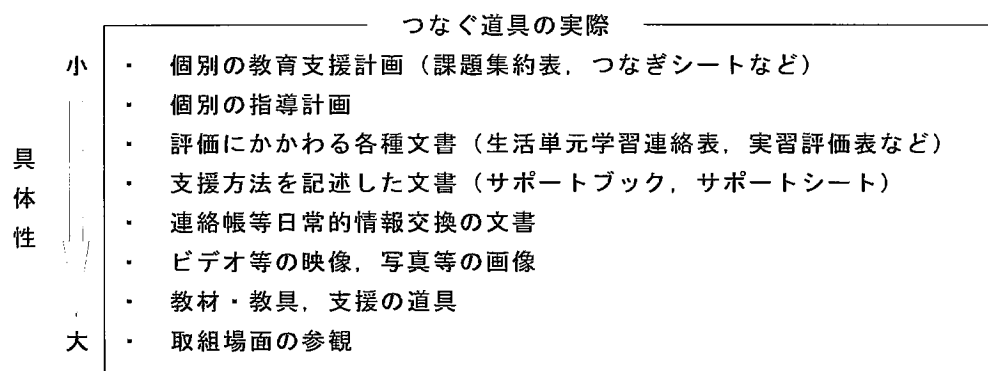 つなぐ道具の実際
小
・ 個別の教育支援計画（課題集約表，つなぎシートなど）
・ 個別の指導計画
・ 評価にかかわる各種文書（生活単元学習連絡表，実習評価表など）
・ 支援方法を記述した文書（サポートブック，サポートシート）
・ 連絡帳等日常的情報交換の文書
・ ビデオ等の映像，写真等の画像
・ 教材・教具，支援の道具
大
・ 取組場面の参観
具体性